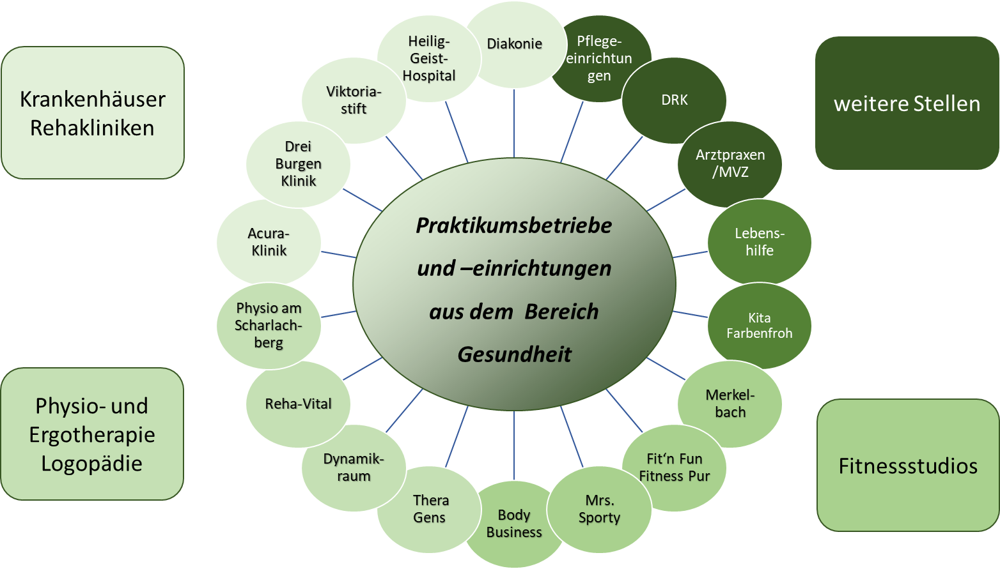 Krankenhäuser
Rehakliniken
weitere Stellen
Physio- und
Ergotherapie
Logopädie
Fitnessstudios
Praktikumsbetriebe
und –einrichtungen
aus dem Bereich
Gesundheit
Diakonie
Pflege-
einrichtun
gen
DRK
Arztpraxen
/MVZ
Lebens-
hilfe
Kita
Farbenfroh
Merkel-
bach
Fit‘n Fun
Fitness Pur
Mrs.
Sporty
Body
Business
Thera
Gens
Dynamik-
raum
Reha-Vital
Physio am
Scharlach-
berg
Acura-
Klinik
Drei
Burgen
Klinik
Viktoria-
stift
Heilig-
Geist-
Hospital